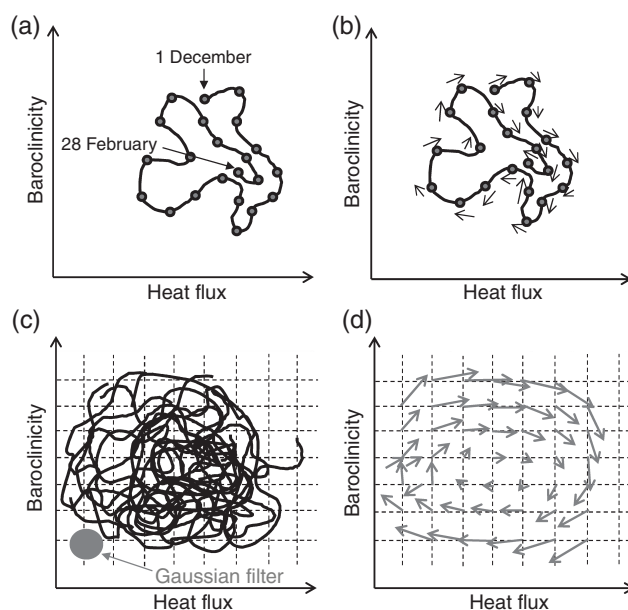 (a)
1 December
28 February
Baroclinicity
Heat flux
(b)
Baroclinicity
Heat flux
(c)
Baroclinicity
Gaussian filter
Heat flux
(d)
Baroclinicity
Heat flux